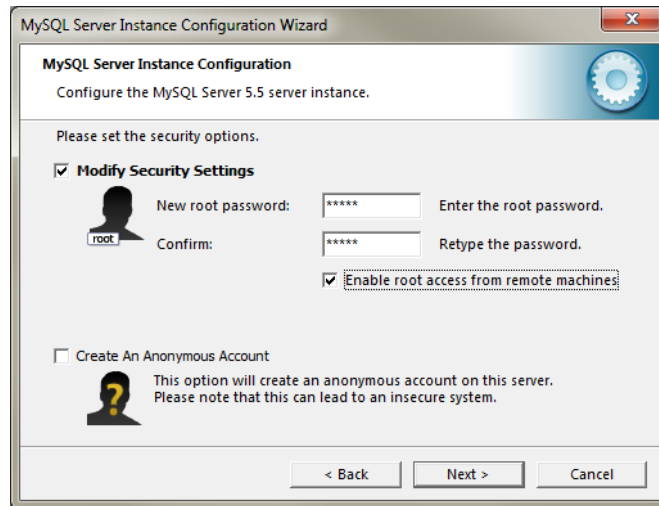 MySQL Server Instance Configuration Wizard
MySQL Server Instance Configuration
Configure the MySQL Server 5.5 server instance.
Please set the security options.
Modify Security Settings
New root password: ***** Enter the root password.
root
Confirm: ***** Retype the password.
Enable root access from remote machines
Create An Anonymous Account
This option will create an anonymous account on this server.
Please note that this can lead to an insecure system.
< Back Next > Cancel